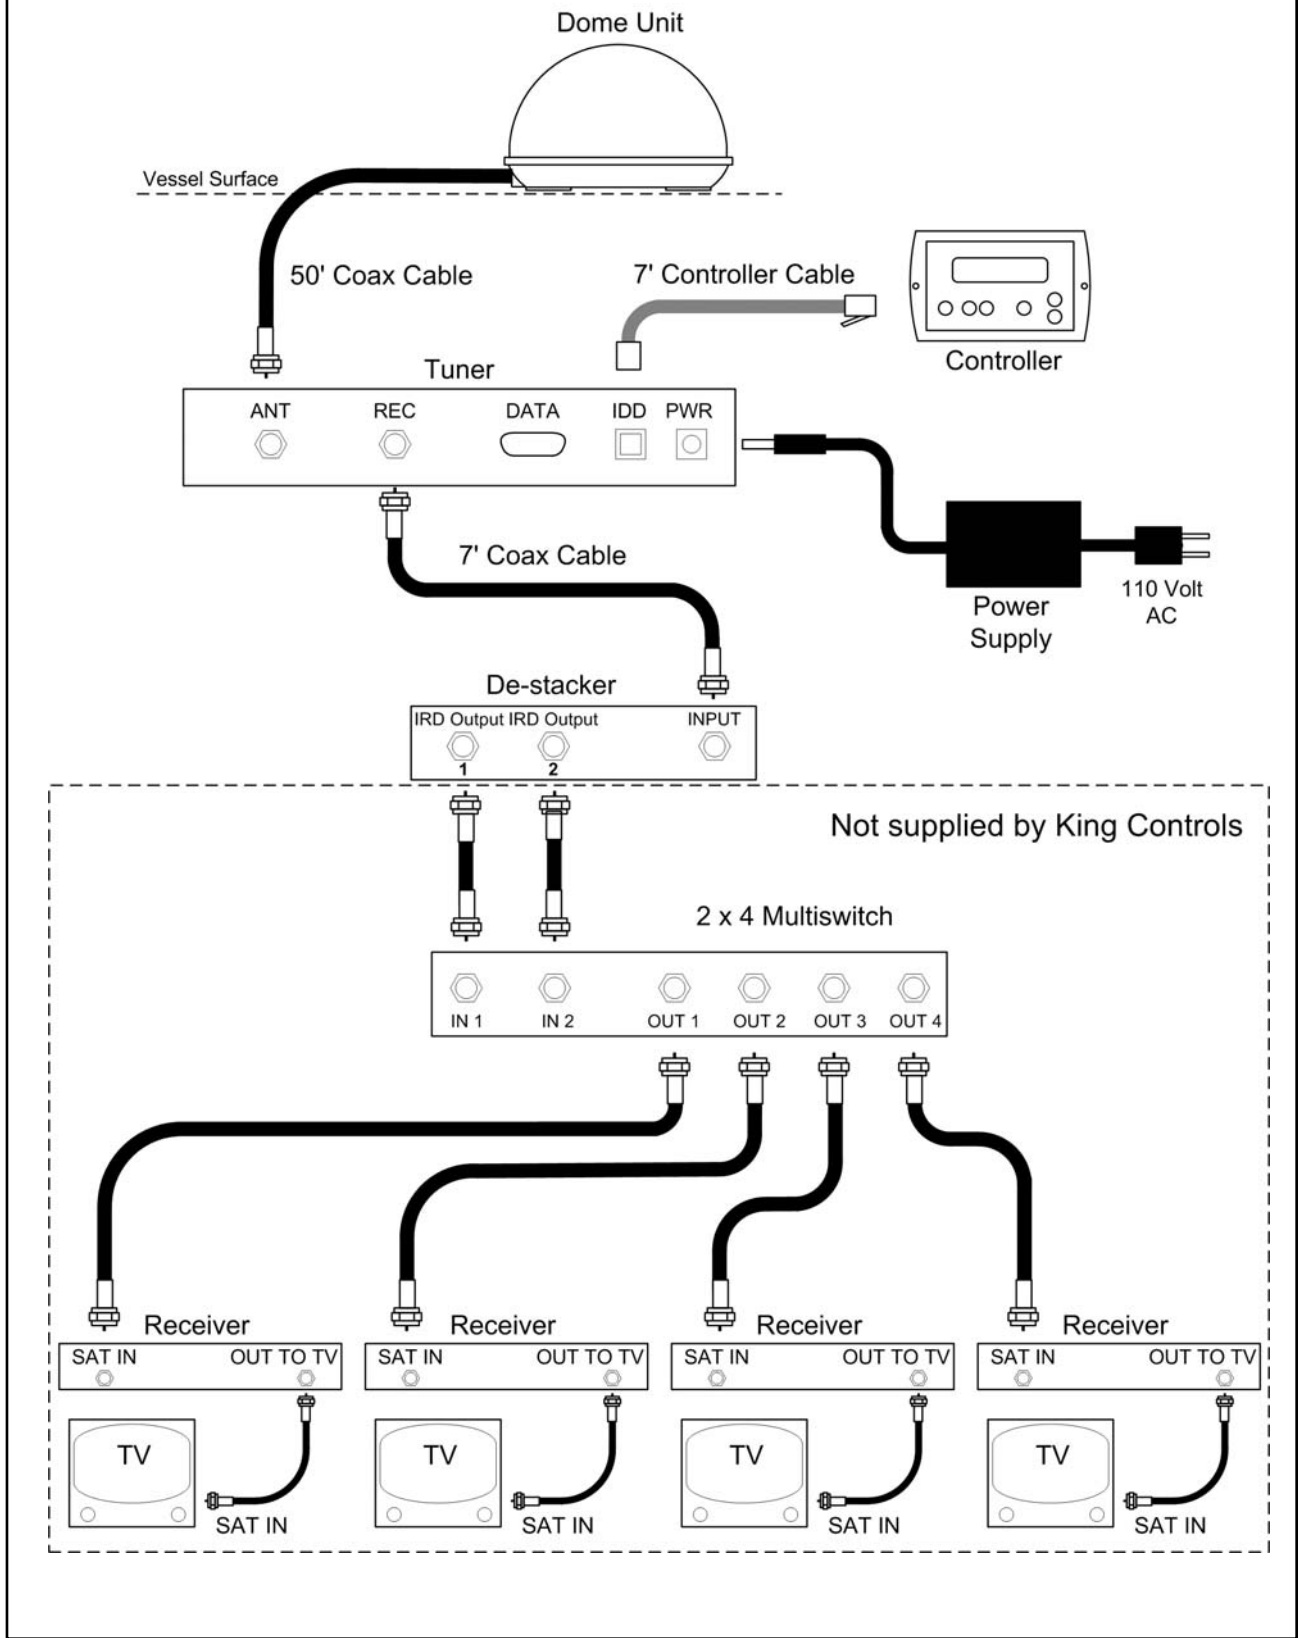 Dome Unit
Vessel Surface
50' Coax Cable
7' Controller Cable
Controller
Tuner
ANT REC DATA IDD PWR
7' Coax Cable
Power
Supply
110 Volt
AC
De-stacker
IRD Output IRD Output INPUT
1 2
Not supplied by King Controls
2 x 4 Multiswitch
IN 1 IN 2 OUT 1 OUT 2 OUT 3 OUT 4
Receiver Receiver Receiver Receiver
SAT IN OUT TO TV SAT IN OUT TO TV SAT IN OUT TO TV SAT IN OUT TO TV
TV TV TV TV
SAT IN SAT IN SAT IN SAT IN